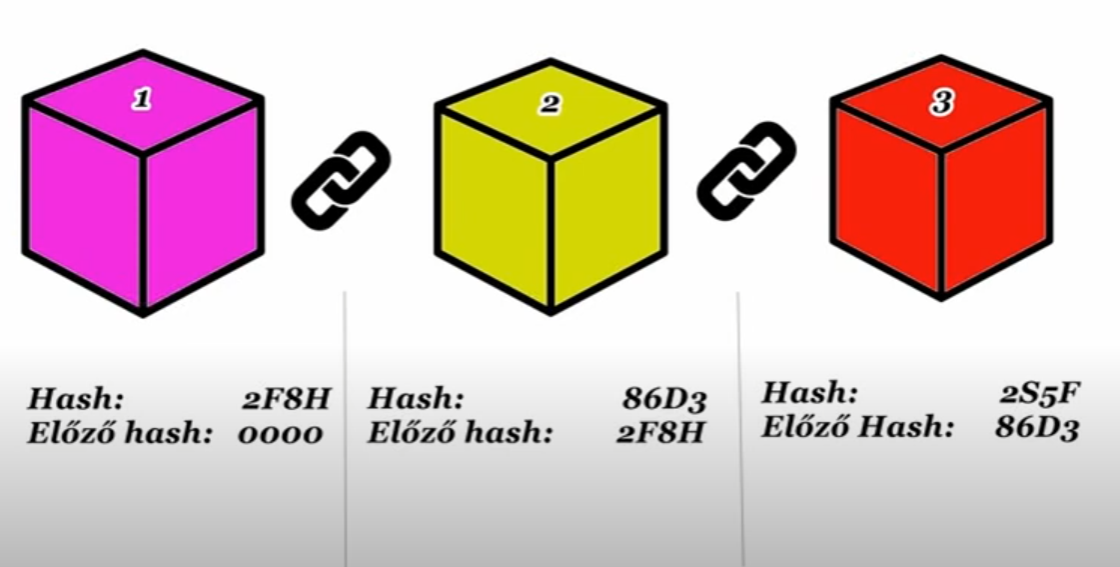 1
2
3
Hash: 2F8H
Előző hash: 0000
Hash: 86D3
Előző hash: 2F8H
Hash: 2S5F
Előző Hash: 86D3